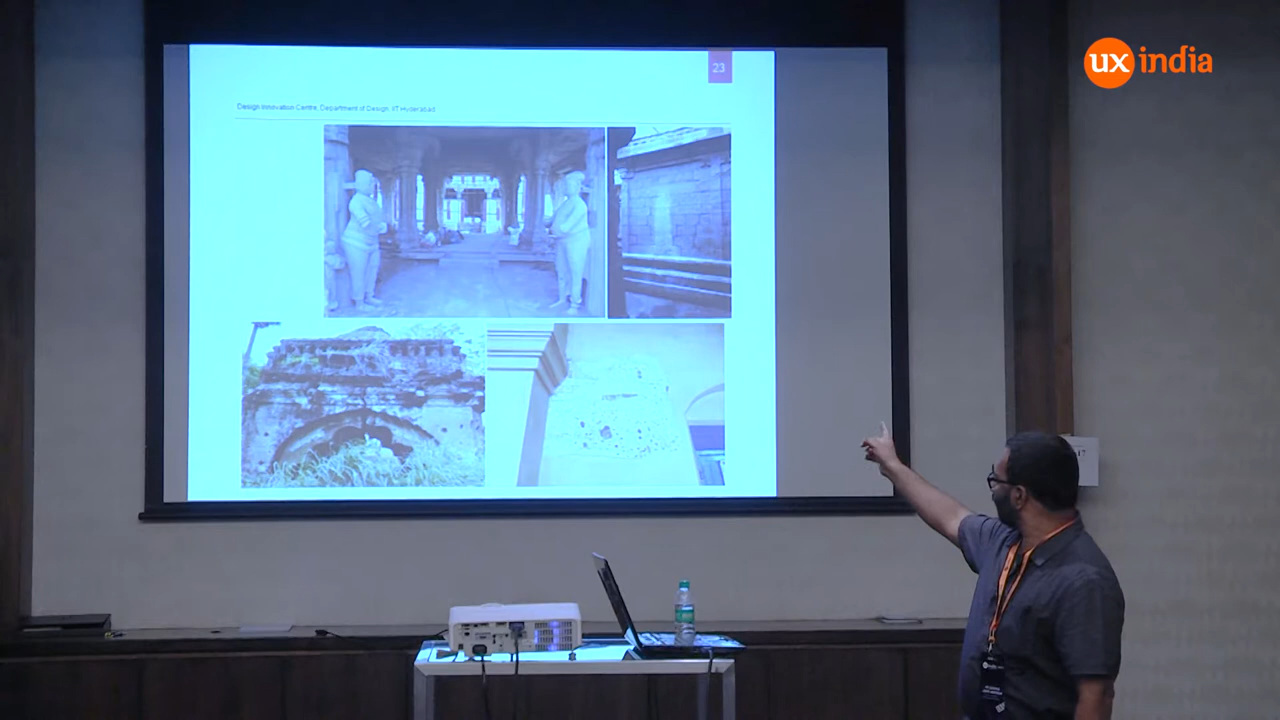 ux india
23
Design Innovation Centre, Department of Design, IIT Hyderabad